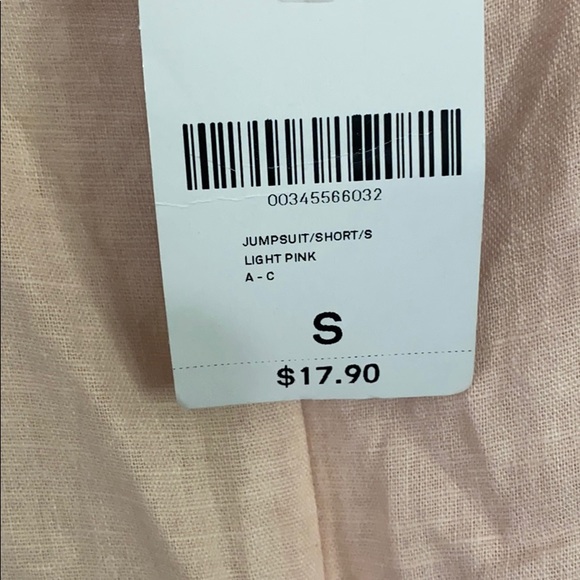 00345566032
JUMPSUIT/SHORT/S
LIGHT PINK
A - C
S
$17.90